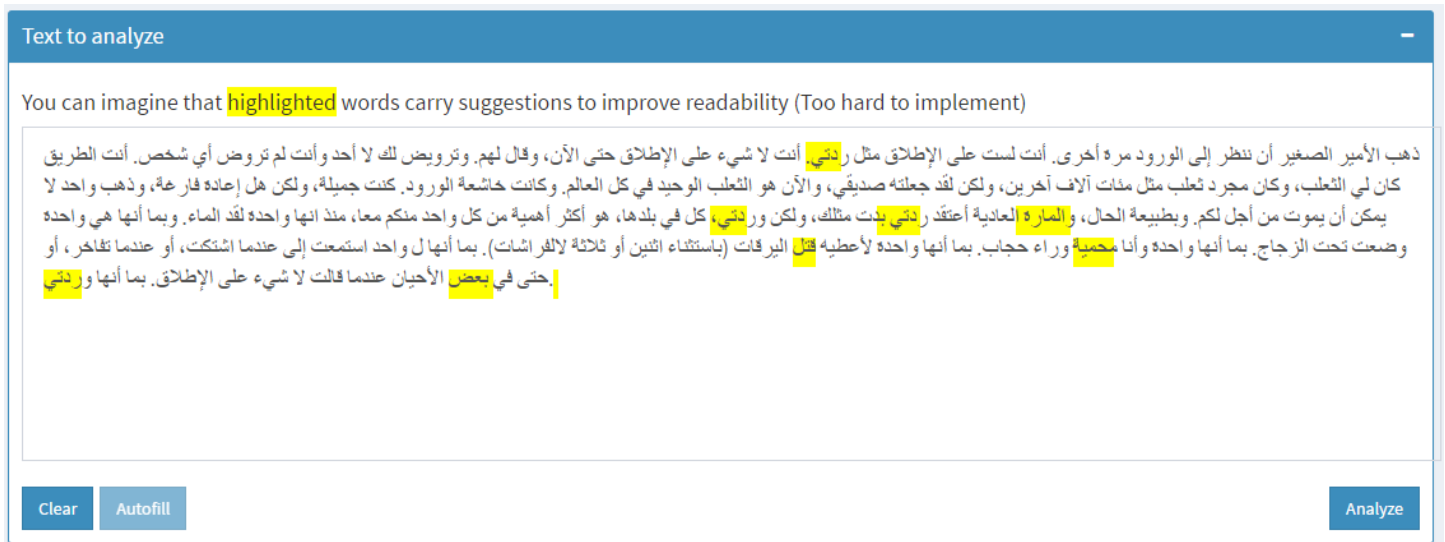 Text to analyze
You can imagine that highlighted words carry suggestions to improve readability (Too hard to implement)
ذهب الأمير الصغير أن ننظر إلى الورود مرة أخرى. أنت لست على الإطلاق مثل ردتي. أنت لا شيء على الإطلاق حتى الآن، وقال لهم. وترويض لك لا أحد وأنت لم تروض أي شخص. أنت الطريق
كان لي الثعلب، وكان مجرد ثعلب مثل مئات آلاف آخرين، ولكن لقد جعلته صديقي، والآن هو الثعلب الوحيد في كل العالم. وكانت خاشعة الورود. كنت جميلة، ولكن هل إعادة فارغة، وذهب واحد لا
يمكن أن يموت من أجل لكم. وبطبيعة الحال، والمارة العادية أعتقد ردتي بدت مثلك، ولكن وردتي، كل في بلدها، هو أكثر أهمية من كل واحد منكم معا، منذ انها واحدة لقد الماء. وبما أنها هي واحدة
وضعت تحت الزجاج. بما أنها واحدة وأنا محمية وراء حجاب. بما أنها واحدة لأعطيه قتل اليرقات (باستثناء اثنين أو ثلاثة لالفراشات). بما أنها ل واحد استمعت إلى عندما اشتكت، أو عندما تفاخر، أو
حتى في بعض الأحيان عندما قالت لا شيء على الإطلاق. بما أنها وردتي.
Clear Autofill Analyze